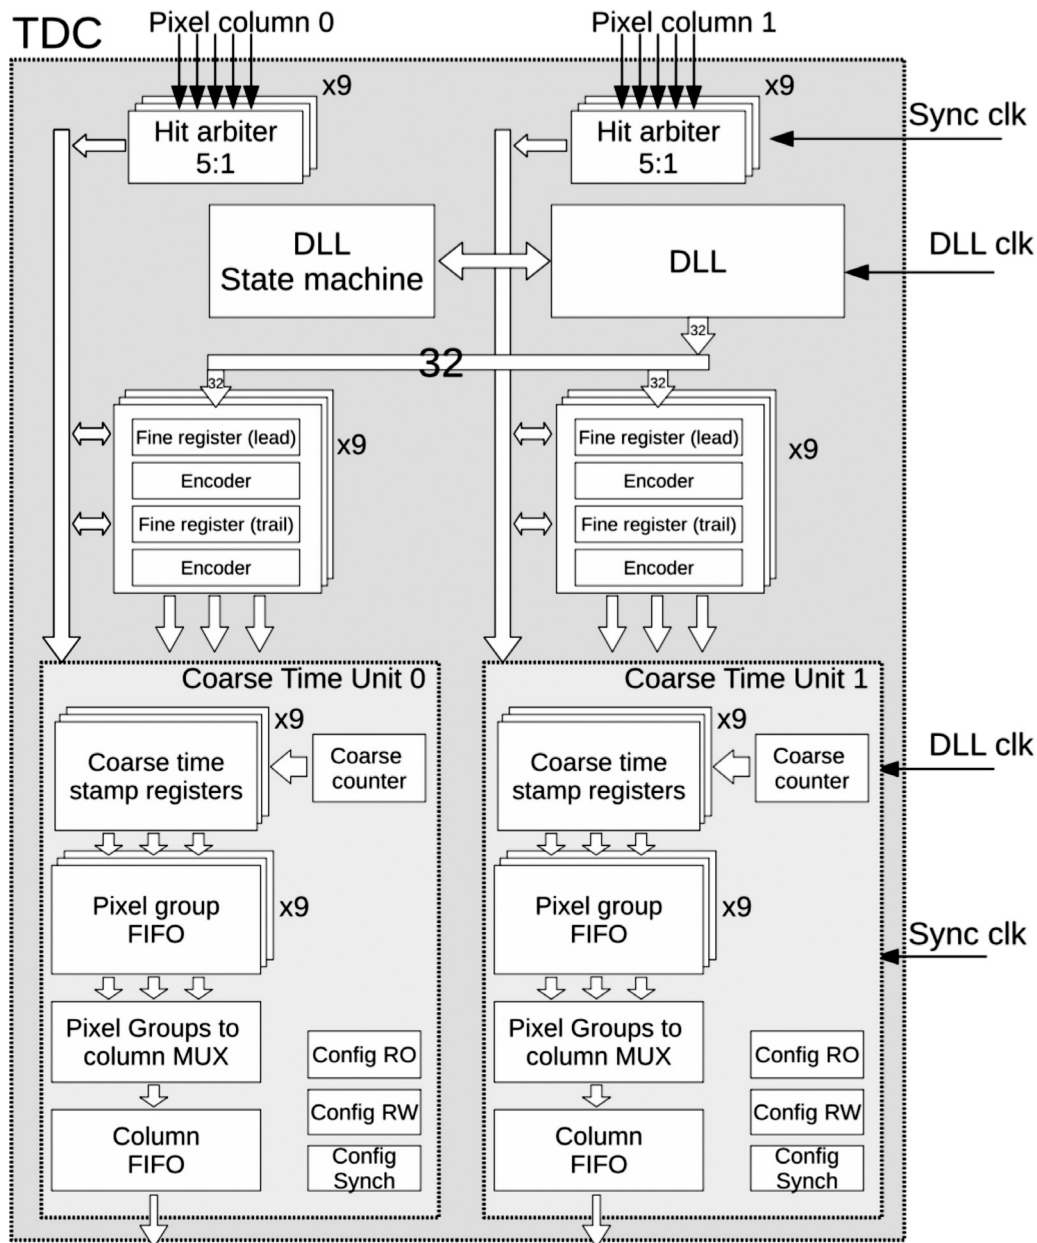 TDC
Pixel column 0
Pixel column 1
x9
x9
Hit arbiter
5:1
Hit arbiter
5:1
Sync clk
DLL
State machine
DLL
DLL clk
32
32
32
32
Fine register (lead)
Encoder
Fine register (trail)
Encoder
x9
Fine register (lead)
Encoder
Fine register (trail)
Encoder
x9
Coarse Time Unit 0
x9
Coarse time
stamp registers
Coarse
counter
Pixel group
FIFO
x9
Pixel Groups to
column MUX
Config RO
Config RW
Column
FIFO
Config
Synch
Coarse Time Unit 1
x9
Coarse time
stamp registers
Coarse
counter
DLL clk
Pixel group
FIFO
x9
Sync clk
Pixel Groups to
column MUX
Config RO
Config RW
Column
FIFO
Config
Synch